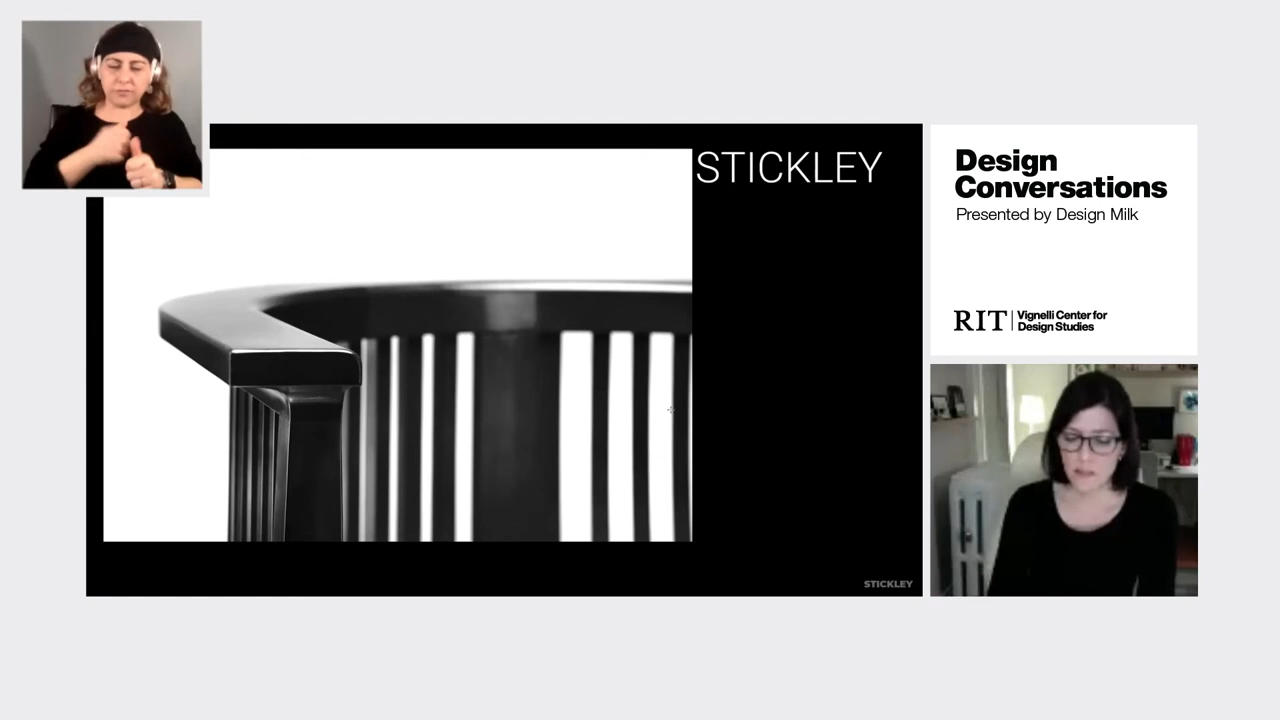 STICKLEY
STICKLEY
Design
Conversations
Presented by Design Milk
RIT
Vignelli Center for
Design Studies